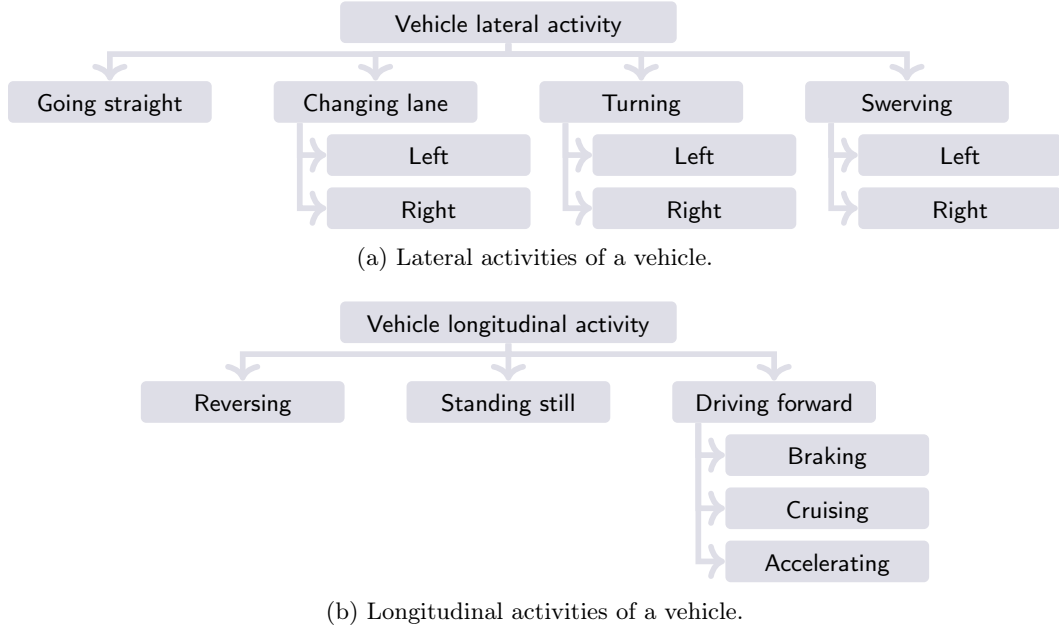 Vehicle lateral activity
Going straight
Changing lane
Turning
Swerving
Left
Left
Left
Right
Right
Right
(a) Lateral activities of a vehicle.
Vehicle longitudinal activity
Reversing
Standing still
Driving forward
Braking
Cruising
Accelerating
(b) Longitudinal activities of a vehicle.